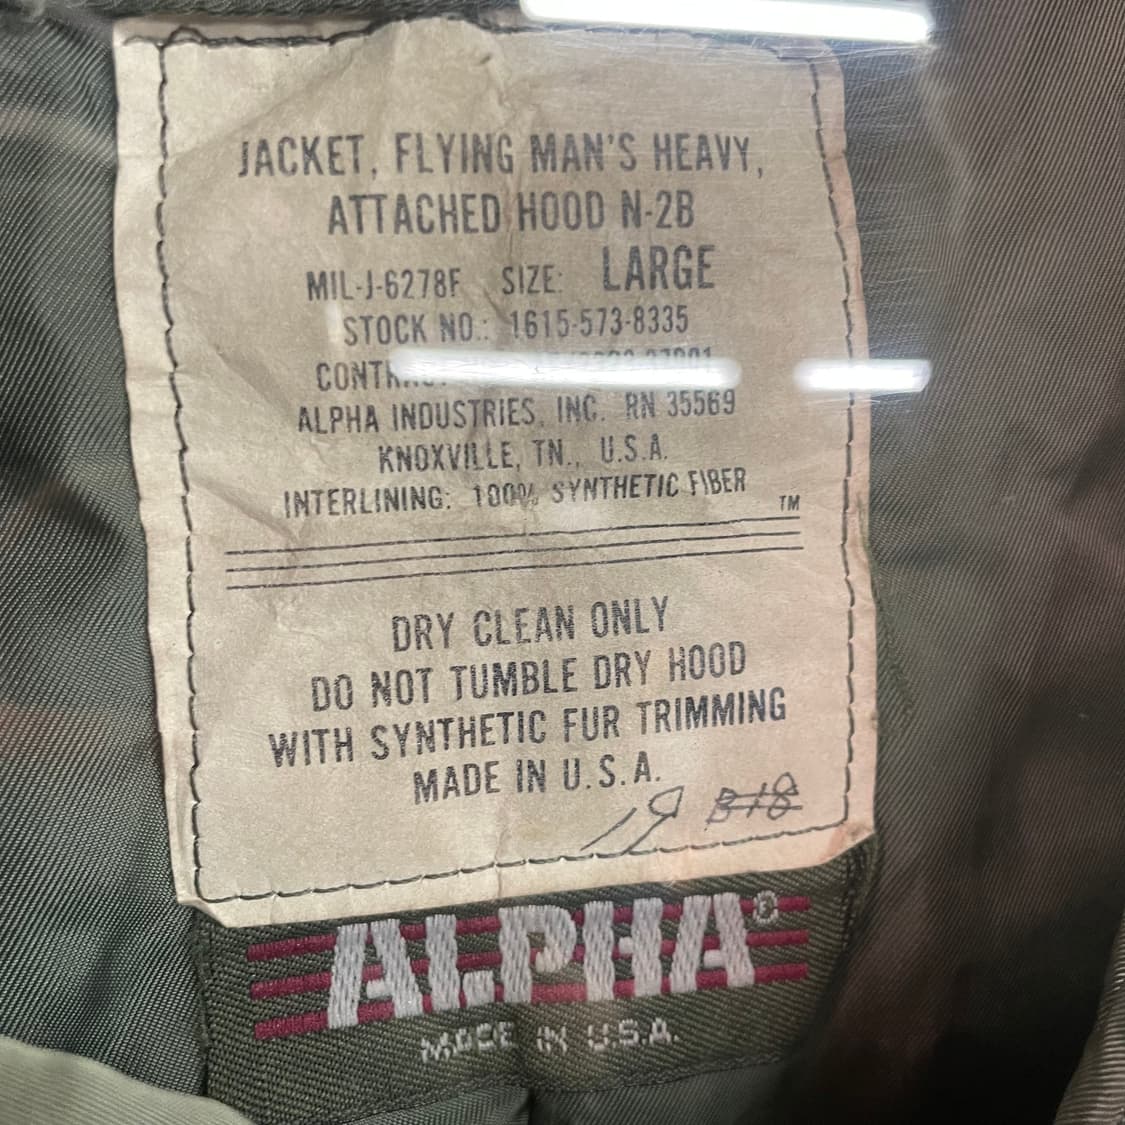 JACKET, FLYING MAN'S HEAVY,
ATTACHED HOOD N-2B
MIL-J-6278F SIZE: LARGE
STOCK NO.: 1615-573-8335
ALPHA INDUSTRIES, INC. RN 35569
KNOXVILLE, TN., U.S.A.
INTERLINING: 100% SYNTHETIC FIBER
TM
DRY CLEAN ONLY
DO NOT TUMBLE DRY HOOD
WITH SYNTHETIC FUR TRIMMING
MADE IN U.S.A.
19
ALPHA®
MADE IN U.S.A.